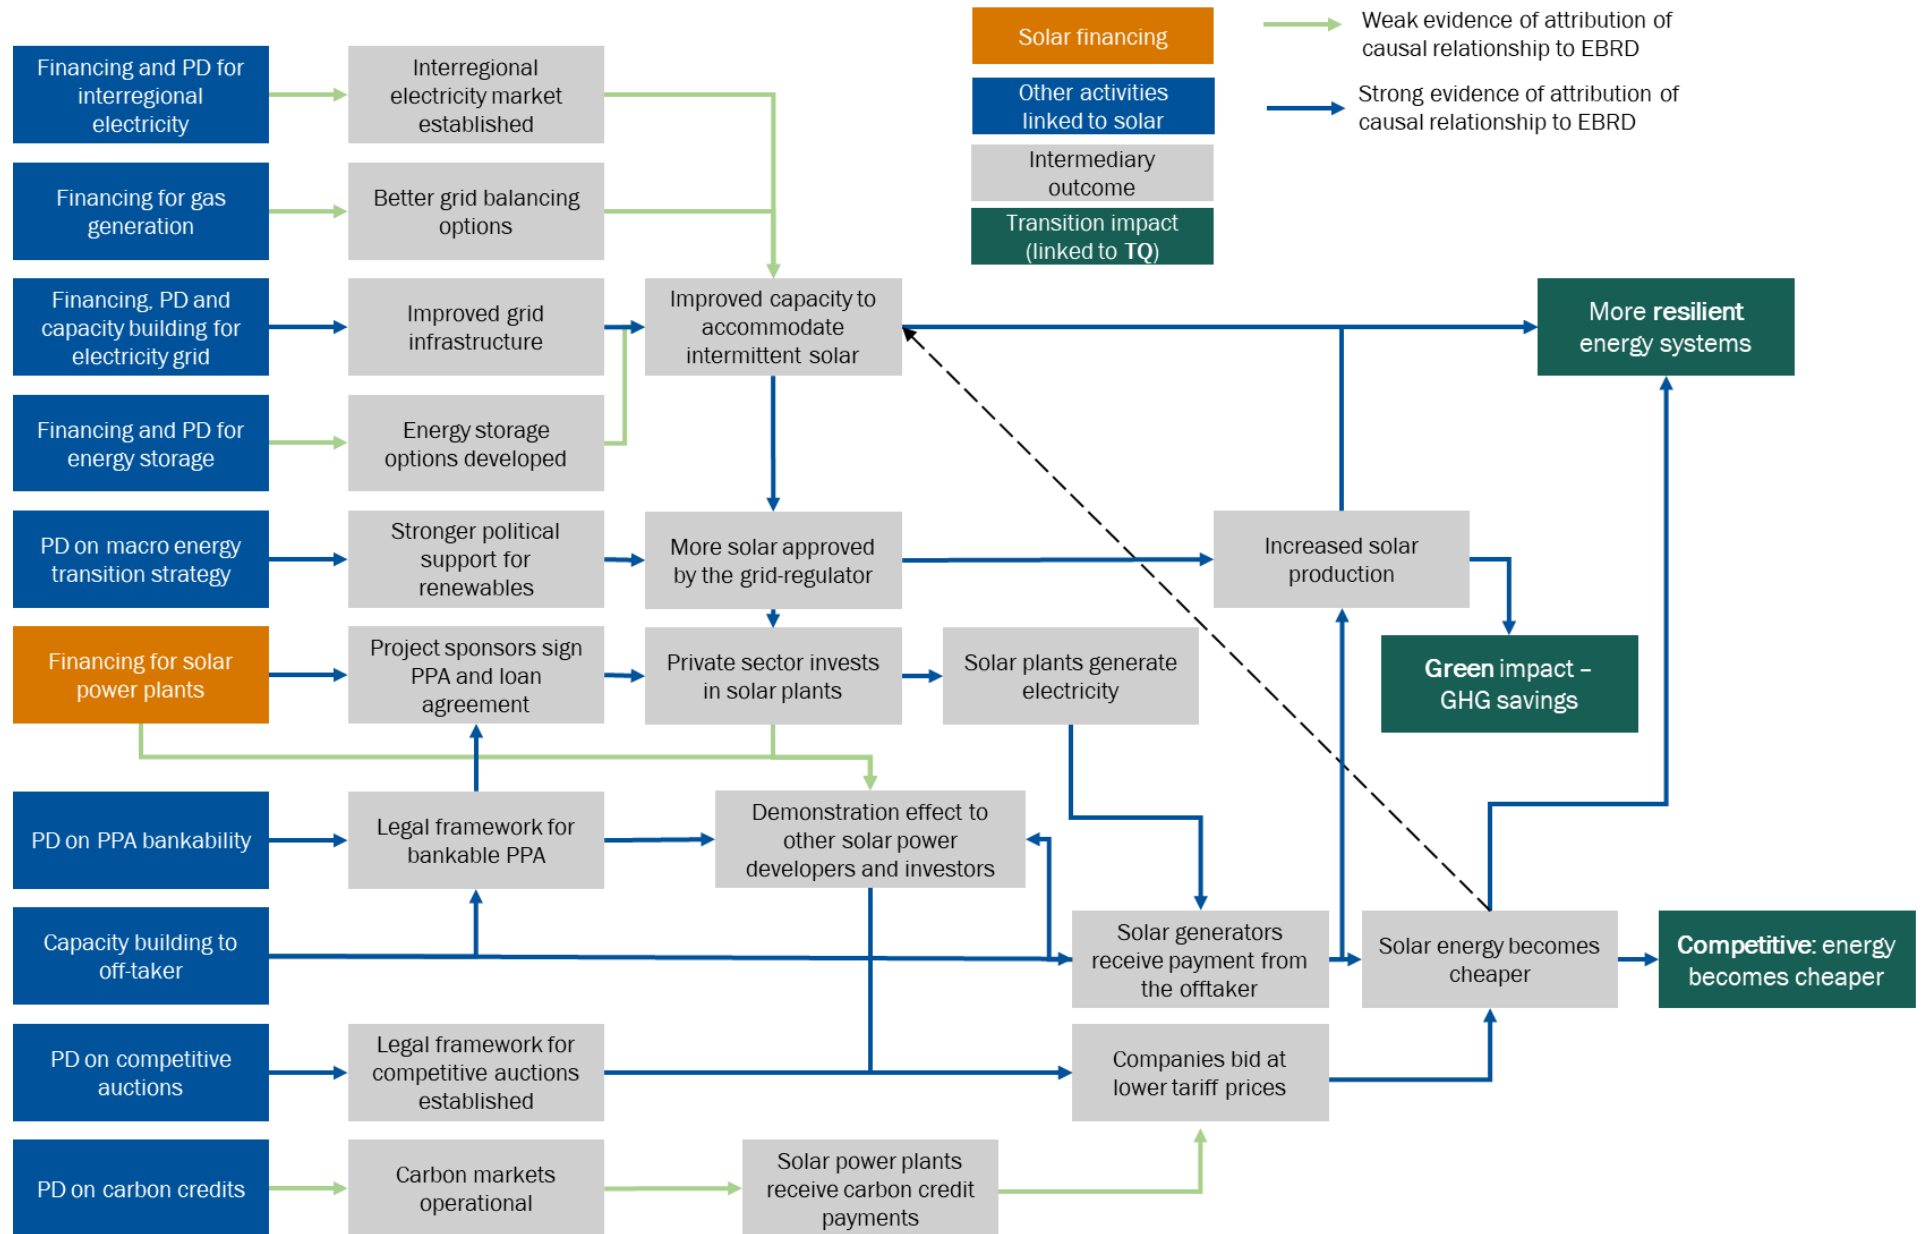 Solar financing
Other activities
linked to solar
Intermediary
outcome
Transition impact
(linked to TQ)
Weak evidence of attribution of
causal relationship to EBRD
Strong evidence of attribution of
causal relationship to EBRD
Financing and PD for
interregional
electricity
Interregional
electricity market
established
Financing for gas
generation
Better grid balancing
options
Financing, PD and
capacity building for
electricity grid
Improved grid
infrastructure
Improved capacity to
accommodate
intermittent solar
More resilient
energy systems
Financing and PD for
energy storage
Energy storage
options developed
PD on macro energy
transition strategy
Stronger political
support for
renewables
More solar approved
by the grid-regulator
Increased solar
production
Financing for solar
power plants
Project sponsors sign
PPA and loan
agreement
Private sector invests
in solar plants
Solar plants generate
electricity
Green impact –
GHG savings
PD on PPA bankability
Legal framework for
bankable PPA
Demonstration effect to
other solar power
developers and investors
Capacity building to
off-taker
Solar generators
receive payment from
the offtaker
Solar energy becomes
cheaper
Competitive: energy
becomes cheaper
PD on competitive
auctions
Legal framework for
competitive auctions
established
Companies bid at
lower tariff prices
PD on carbon credits
Carbon markets
operational
Solar power plants
receive carbon credit
payments